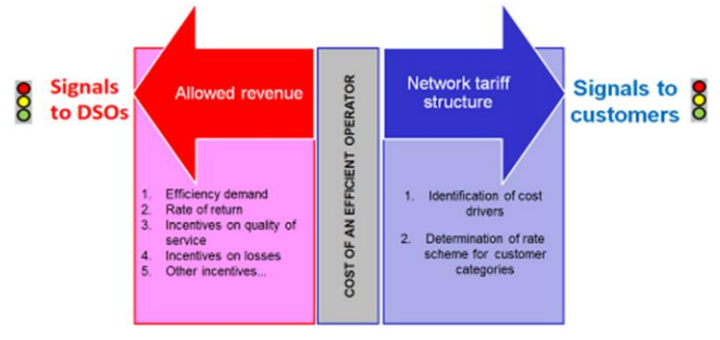 Signals
to DSOs
Allowed revenue
1. Efficiency demand
2. Rate of return
3. Incentives on quality of
service
4. Incentives on losses
5. Other incentives...
COST OF AN EFFICIENT OPERATOR
Network tariff
structure
1. Identification of cost
drivers
2. Determination of rate
scheme for customer
categories
Signals to
customers